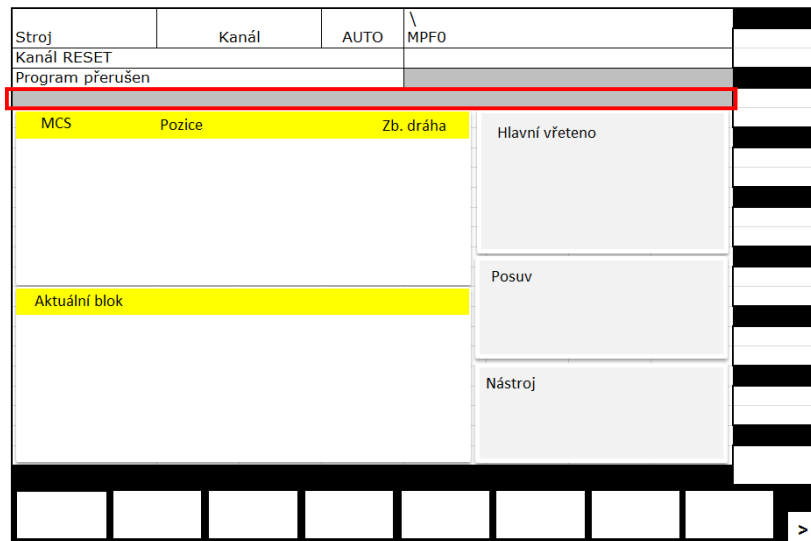 \
Stroj Kanál AUTO MPF0
Kanál RESET
Program přerušen
MCS Pozice Zb. dráha
Hlavní vřeteno
Posuv
Aktuální blok
Nástroj
>